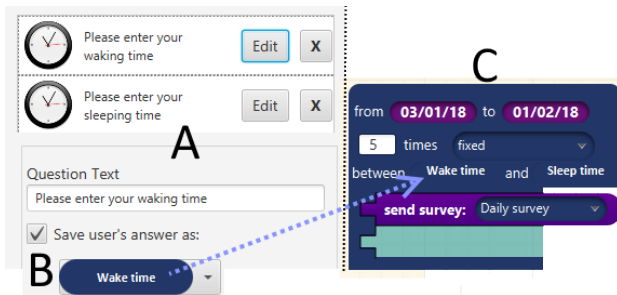 Please enter your
waking time
Edit
X
Please enter your
sleeping time
Edit
X
A
Question Text
Please enter your waking time
Save user's answer as:
B
Wake time
C
from 03/01/18 to 01/02/18
5 times fixed
between Wake time and Sleep time
send survey: Daily survey